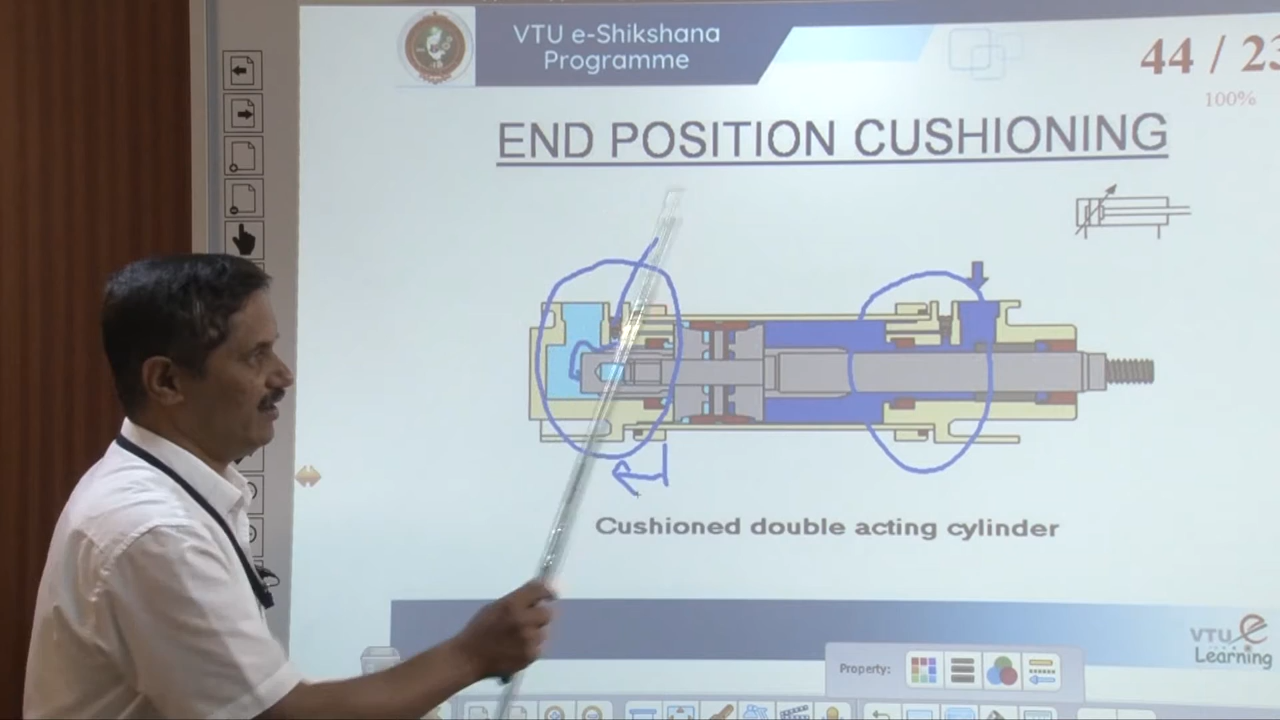 VTU e-Shikshana
Programme
44 / 23
100%
END POSITION CUSHIONING
Cushioned double acting cylinder
VTU e
Learning
Property: